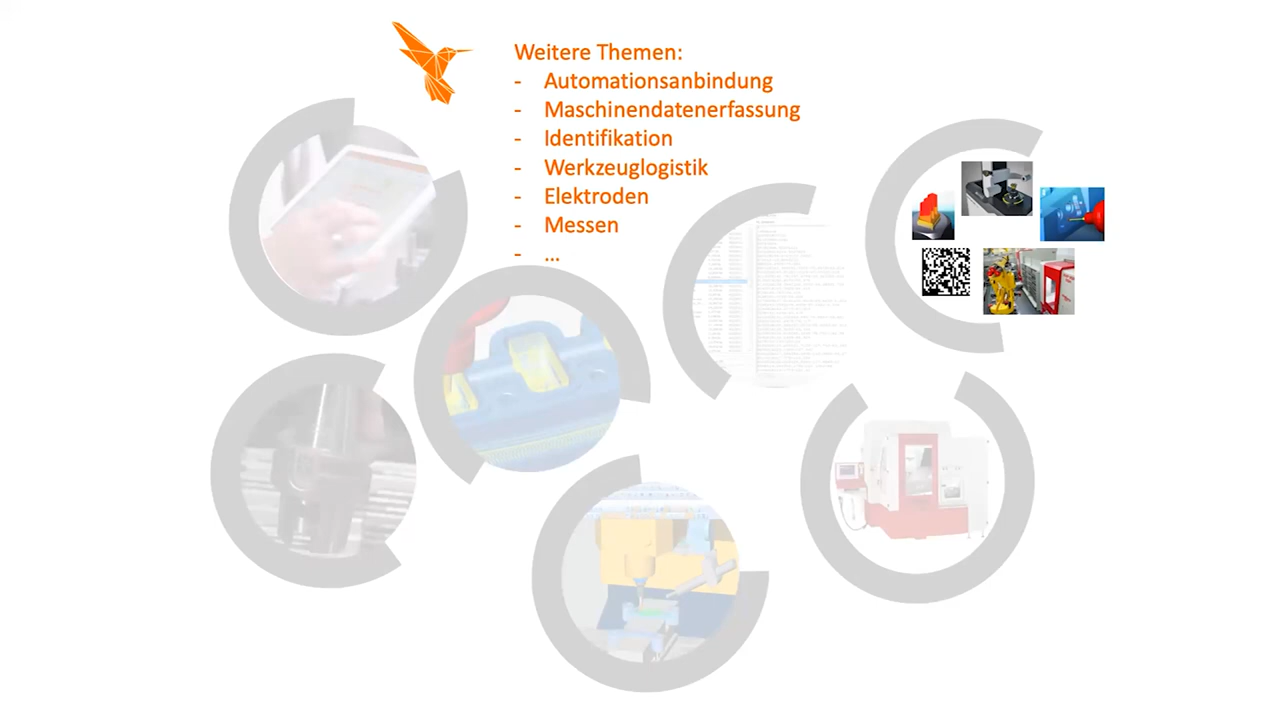 Weitere Themen:
- Automationsanbindung
- Maschinendatenerfassung
- Identifikation
- Werkzeuglogistik
- Elektroden
- Messen
- ...